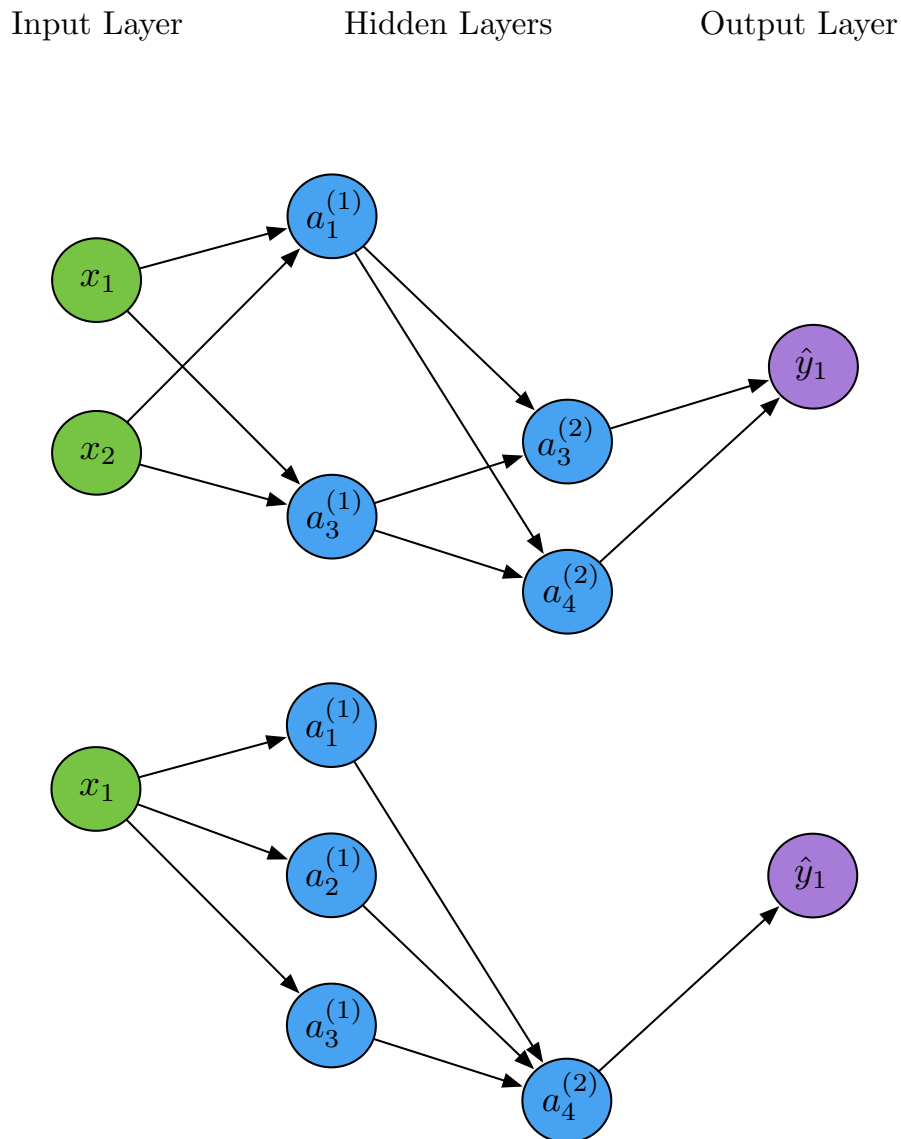 Input Layer Hidden Layers Output Layer
a_1^{(1)}
x_1
ŷ_1
x_2
a_3^{(2)}
a_3^{(1)}
a_4^{(2)}
a_1^{(1)}
x_1
a_2^{(1)}
ŷ_1
a_3^{(1)}
a_4^{(2)}